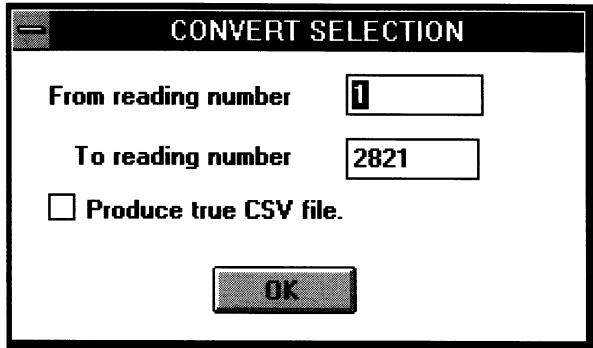 CONVERT SELECTION
From reading number 1
To reading number 2821
Produce true CSV file.
OK